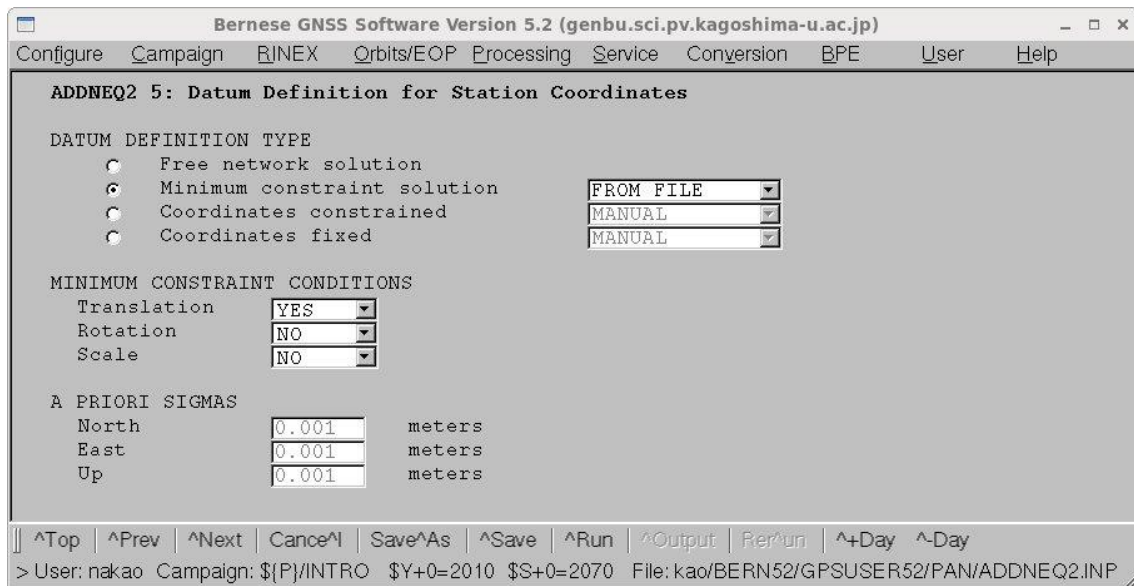 Bernese GNSS Software Version 5.2 (genbu.sci.pv.kagoshima-u.ac.jp)
Configure Campaign RINEX Orbits/EOP Processing Service Conversion BPE User Help
ADDNEQ2 5: Datum Definition for Station Coordinates
DATUM DEFINITION TYPE
Free network solution
Minimum constraint solution FROM FILE
Coordinates constrained MANUAL
Coordinates fixed MANUAL
MINIMUM CONSTRAINT CONDITIONS
Translation YES
Rotation NO
Scale NO
A PRIORI SIGMAS
North 0.001 meters
East 0.001 meters
Up 0.001 meters
^Top | ^Prev | ^Next | Cance^l | Save^As | ^Save | ^Run | ^Output | Rer^un | ^+Day ^-Day
> User: nakao Campaign: ${P}/INTRO $Y+0=2010 $S+0=2070 File: kao/BERN52/GPSUSER52/PAN/ADDNEQ2.INP